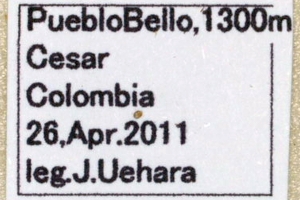 PuebloBello,1300m
Cesar
Colombia
26,Apr.2011
leg.J.Uehara